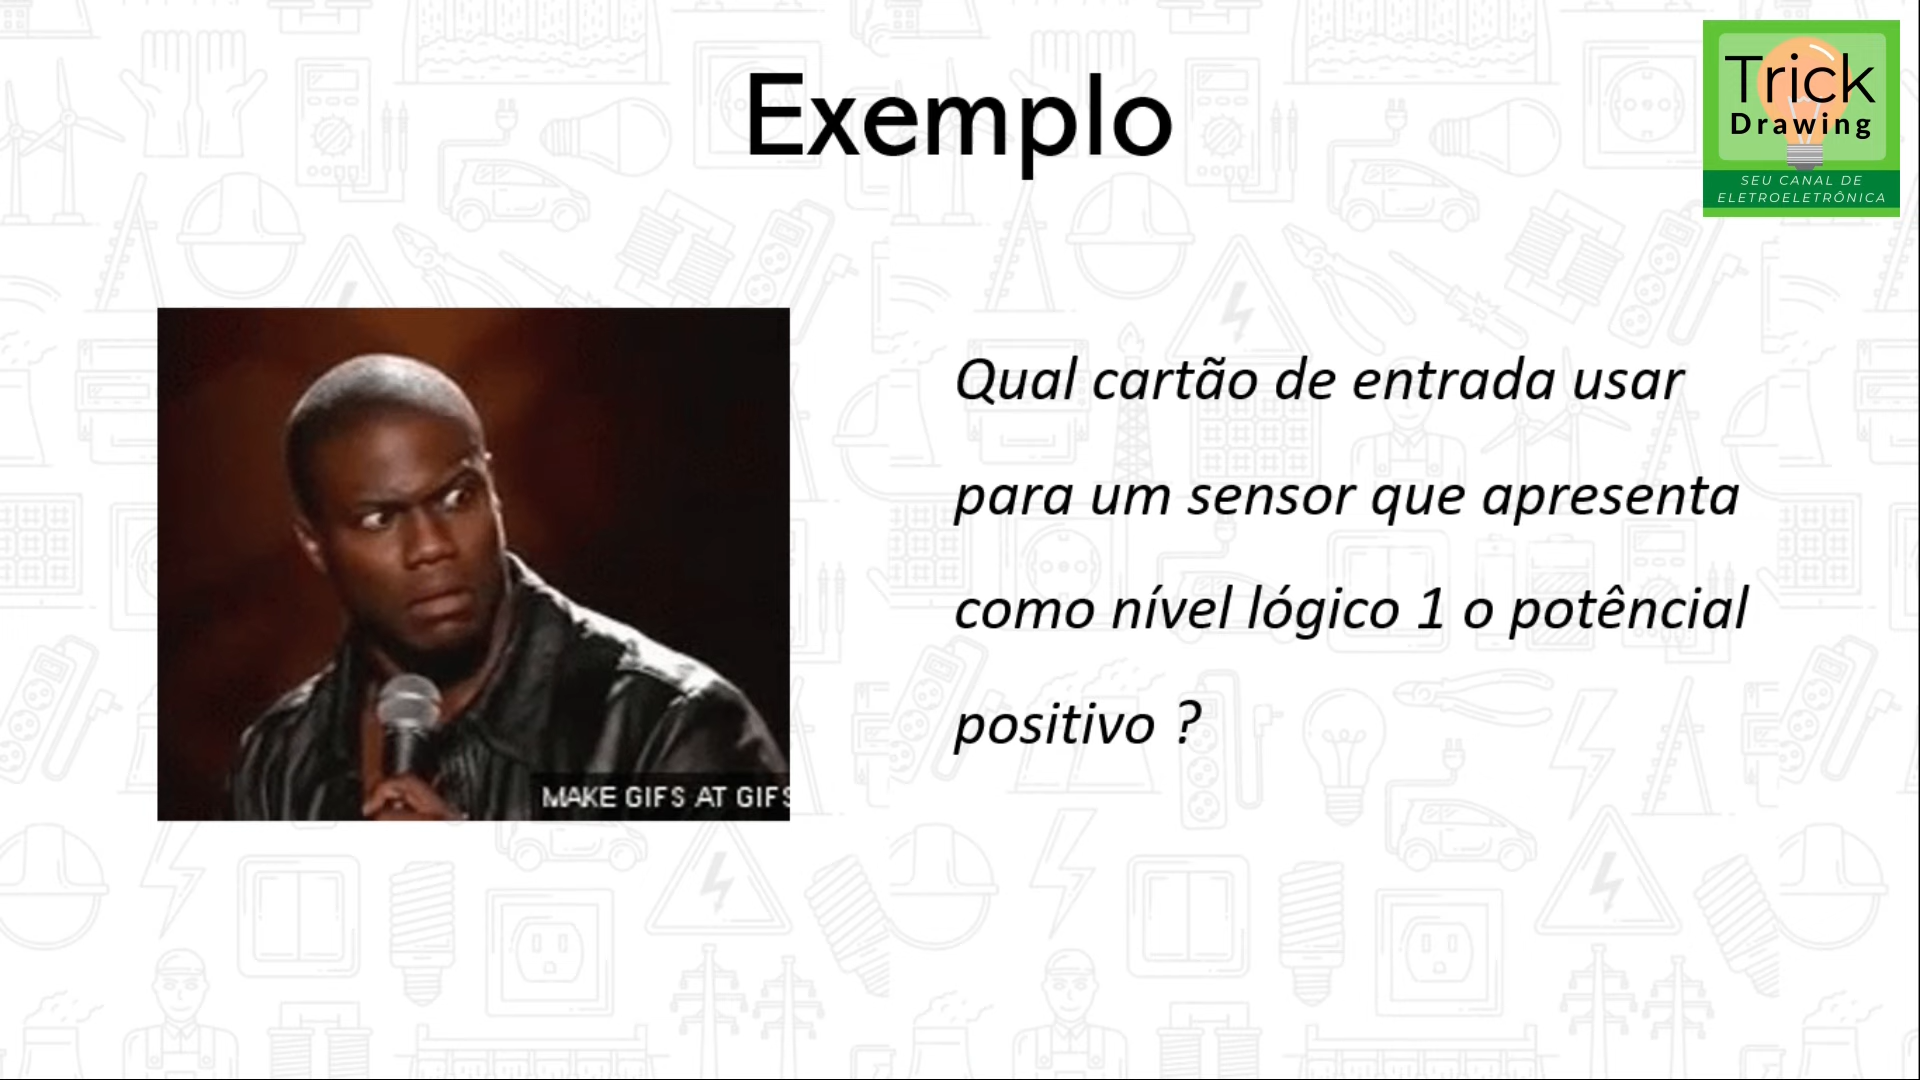 Exemplo
Trick
Drawing
SEU CANAL DE
ELETROELETRÔNICA
Qual cartão de entrada usar
para um sensor que apresenta
como nível lógico 1 o potêncial
positivo ?
MAKE GIFS AT GIFS